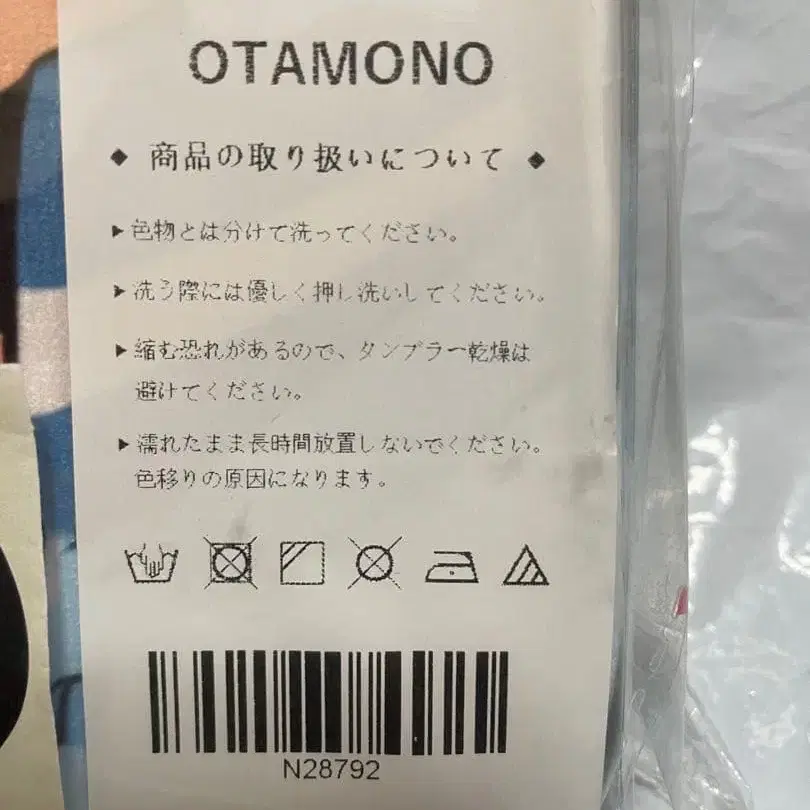 OTAMONO
◆ 商品の取り扱いについて ◆
▶色物とは分けて洗ってください。
▶洗う際には優しく押し洗いしてください。
▶縮む恐れがあるので、タンブラー乾燥は
避けてください。
▶濡れたまま長時間放置しないでください。
色移りの原因になります。
N28792